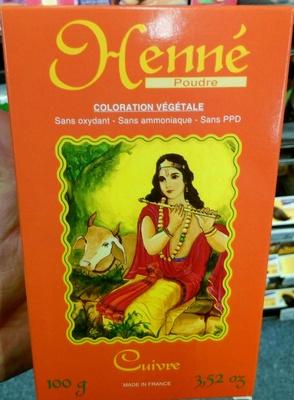 Henné
Poudre
COLORATION VÉGÉTALE
Sans oxydant - Sans ammoniaque - Sans PPD
Cuivre
100 g
MADE IN FRANCE
3,52 oz